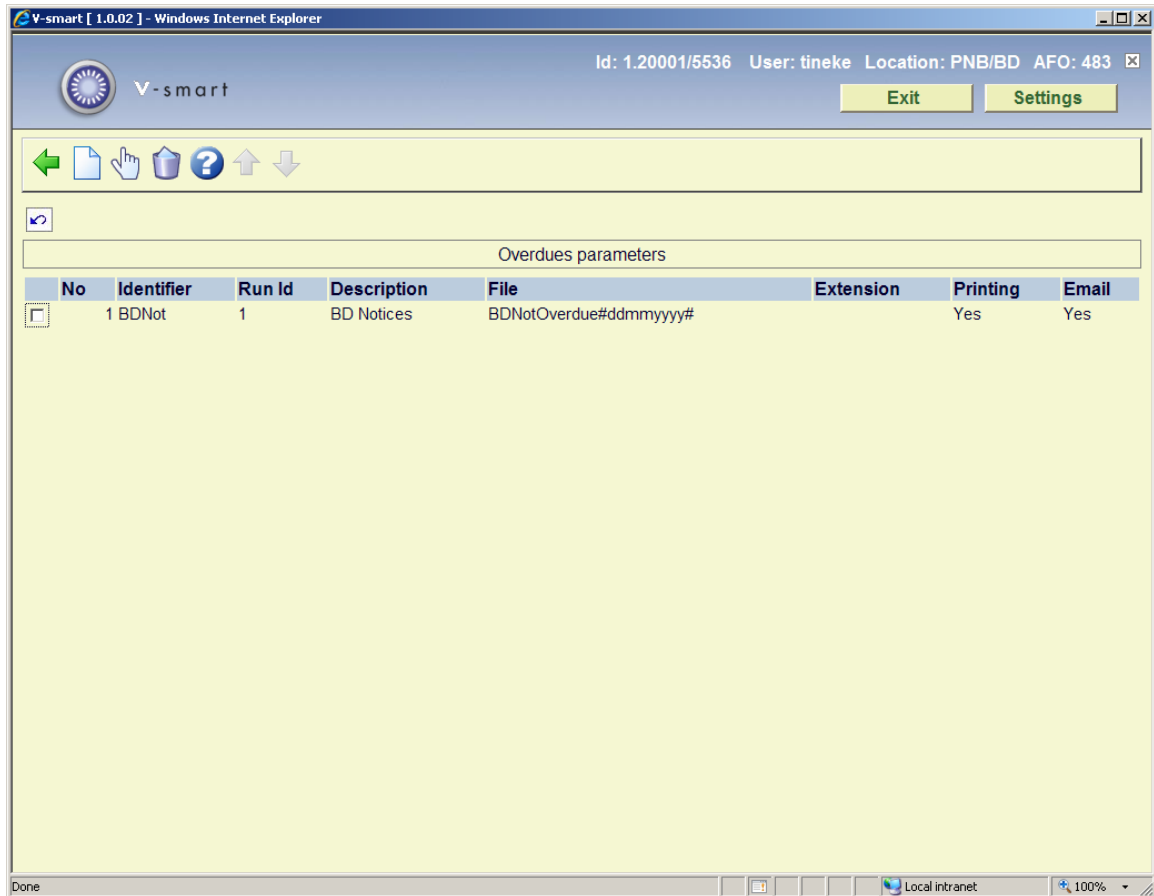 V-smart [ 1.0.02 ] - Windows Internet Explorer
Id: 1.20001/5536 User: tineke Location: PNB/BD AFO: 483
V-smart
Exit Settings
Overdues parameters
No Identifier Run Id Description File Extension Printing Email
1 BDNot 1 BD Notices BDNotOverdue#ddmmyyyy# Yes Yes
Done Local intranet 100%